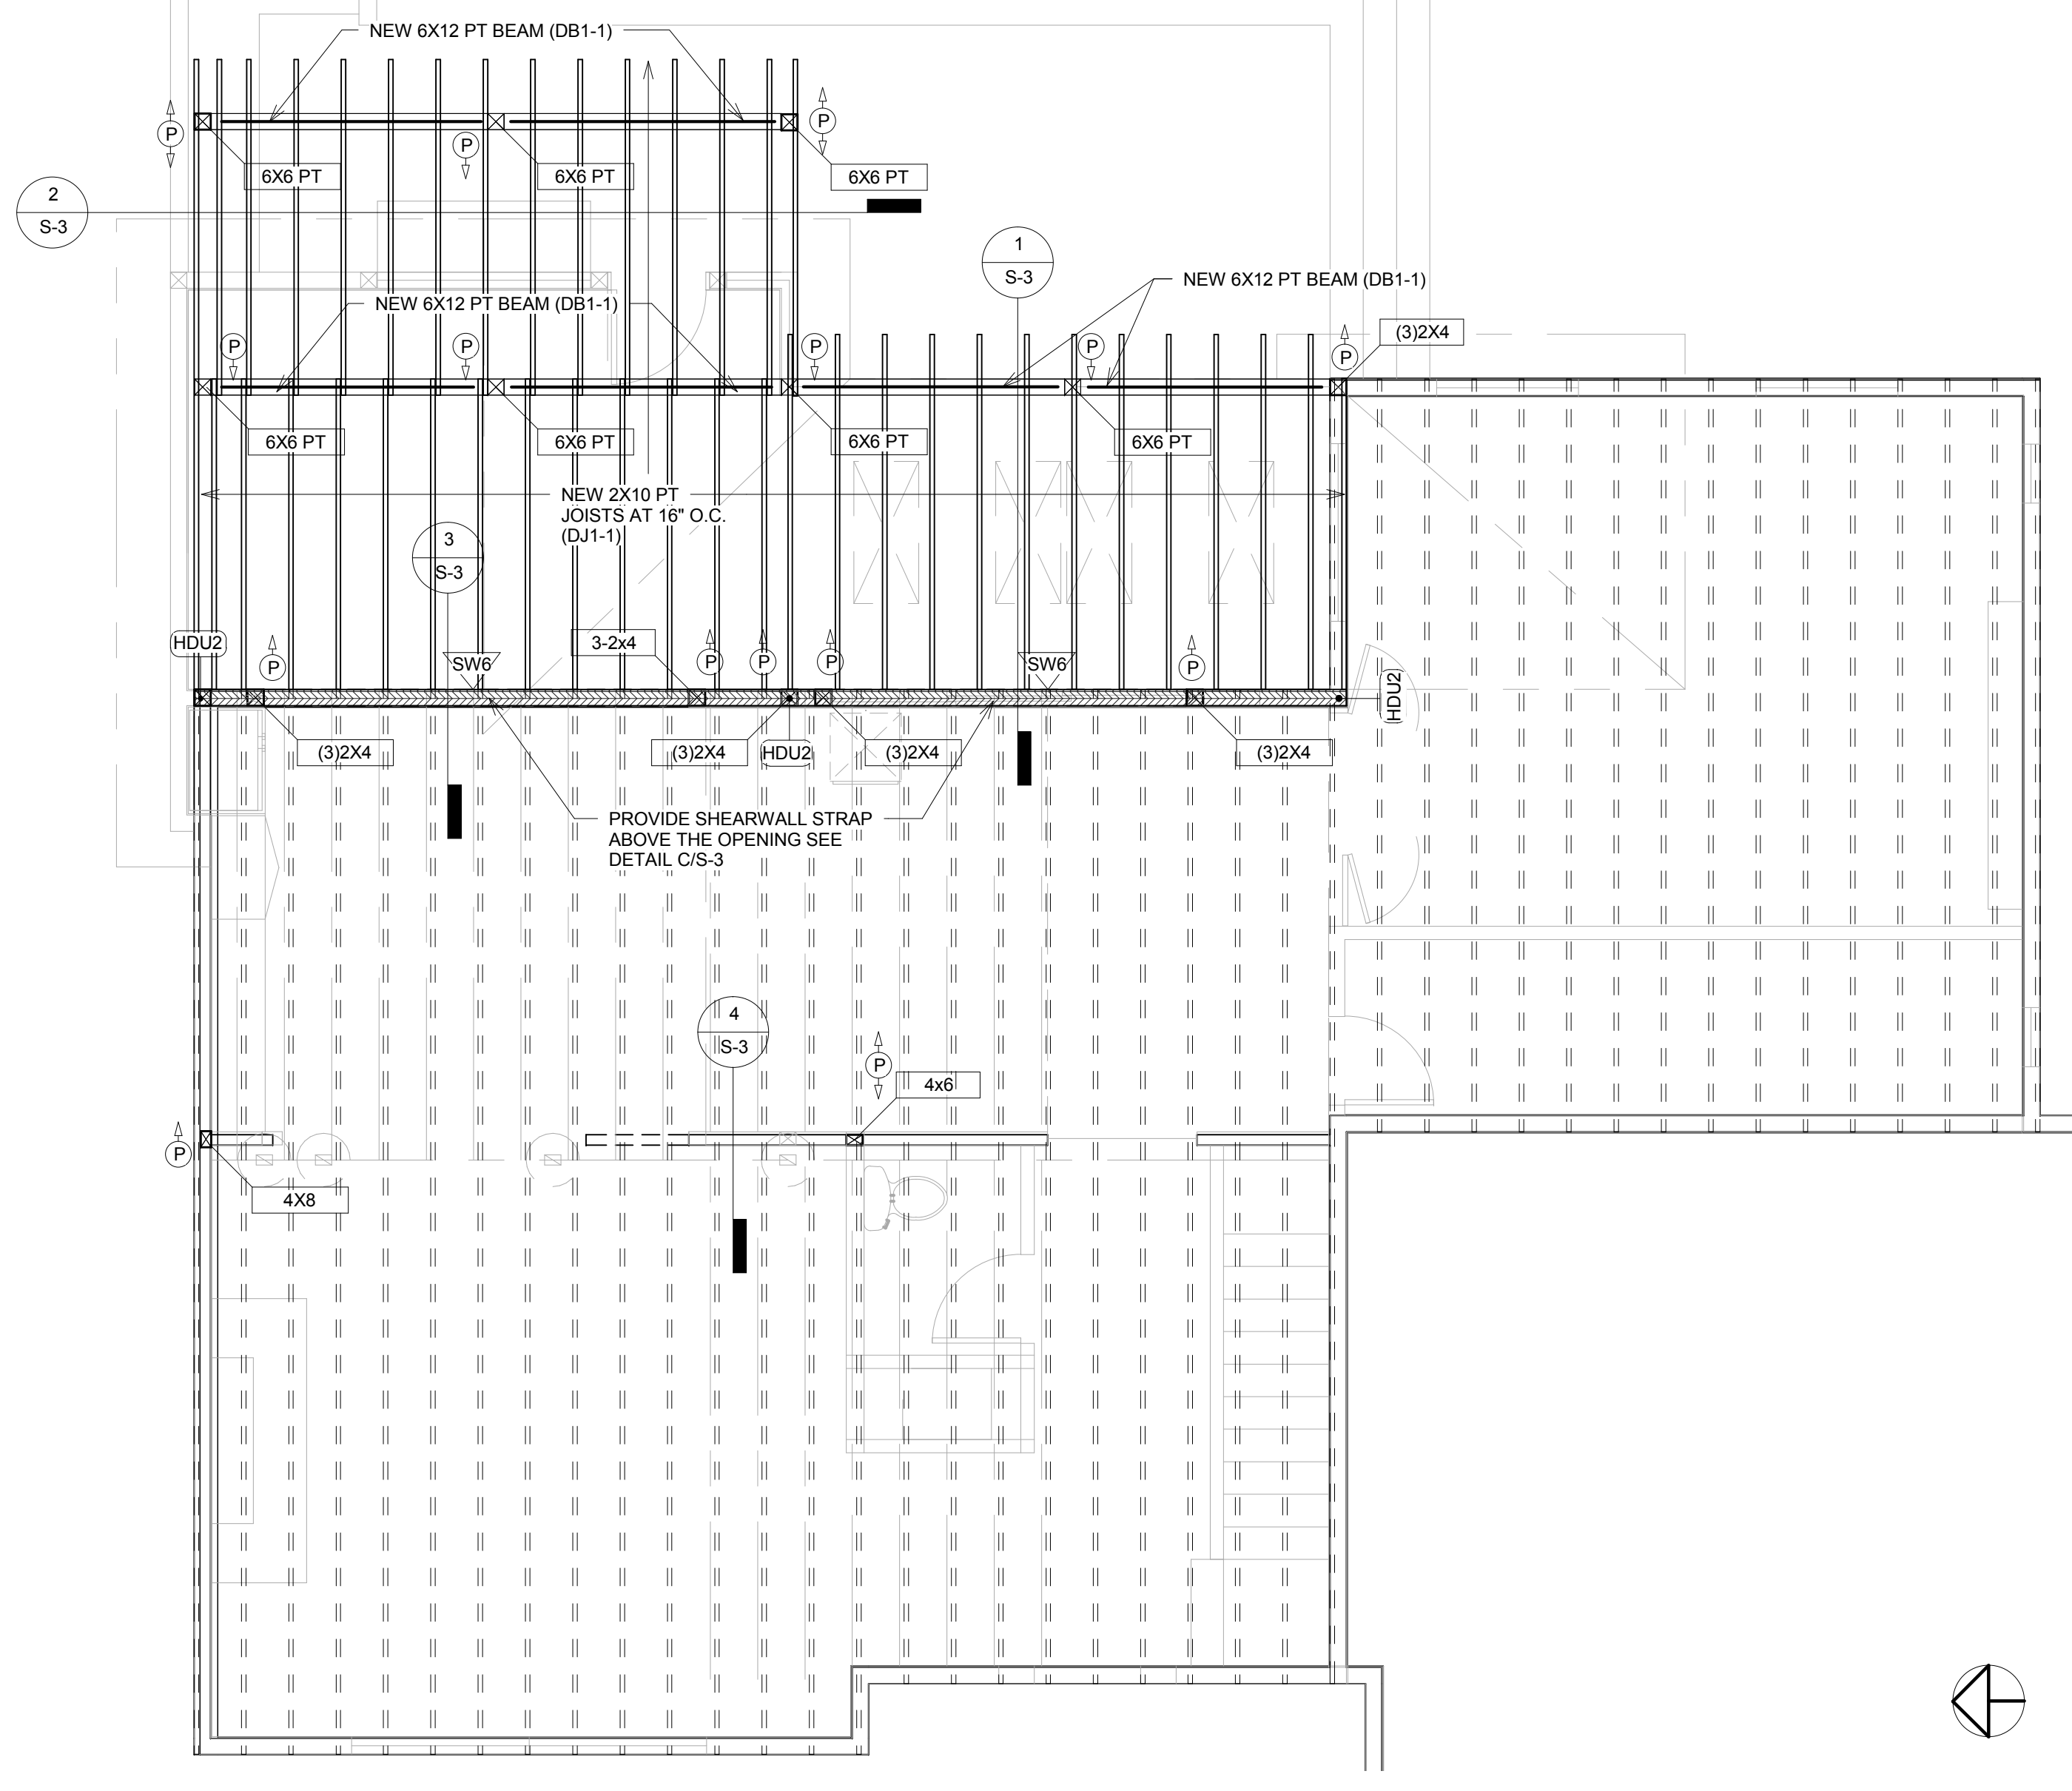 NEW 6X12 PT BEAM (DB1-1)
P
P
P
6X6 PT
6X6 PT
6X6 PT
2
S-3
1
S-3
NEW 6X12 PT BEAM (DB1-1)
NEW 6X12 PT BEAM (DB1-1)
(3)2X4
P
P
P
P
P
6X6 PT
6X6 PT
6X6 PT
6X6 PT
NEW 2X10 PT
JOISTS AT 16" O.C.
(DJ1-1)
3
S-3
HDU2
3-2x4
P
SW6
P
P
P
SW6
P
HDU2
(3)2X4
(3)2X4
HDU2
(3)2X4
(3)2X4
PROVIDE SHEARWALL STRAP
ABOVE THE OPENING SEE
DETAIL C/S-3
4
S-3
P
4x6
P
4X8